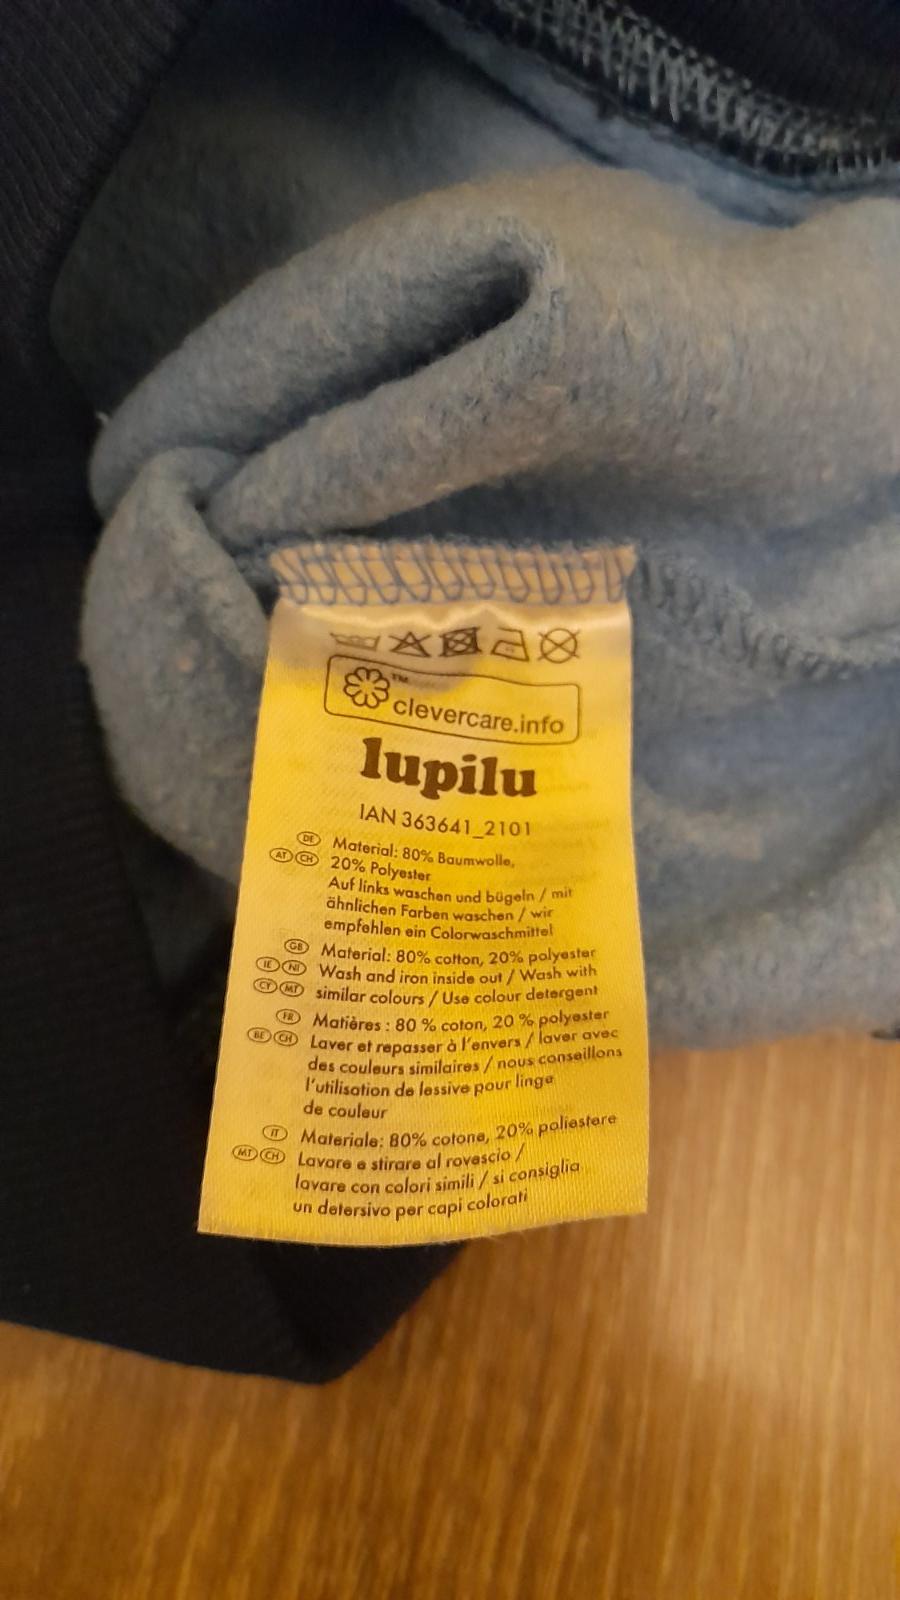 ™
clevercare.info
lupilu
IAN 363641_2101
DE Material: 80% Baumwolle,
AT CH 20% Polyester
Auf links waschen und bügeln / mit
ähnlichen Farben waschen / wir
empfehlen ein Colorwaschmittel
GB Material: 80% cotton, 20% polyester
IE NI Wash and iron inside out / Wash with
CY MT similar colours / Use colour detergent
FR Matières : 80 % coton, 20 % polyester
BE CH Laver et repasser à l'envers / laver avec
des couleurs similaires / nous conseillons
l'utilisation de lessive pour linge
de couleur
IT Materiale: 80% cotone, 20% poliestere
MT CH Lavare e stirare al rovescio /
lavare con colori simili / si consiglia
un detersivo per capi colorati